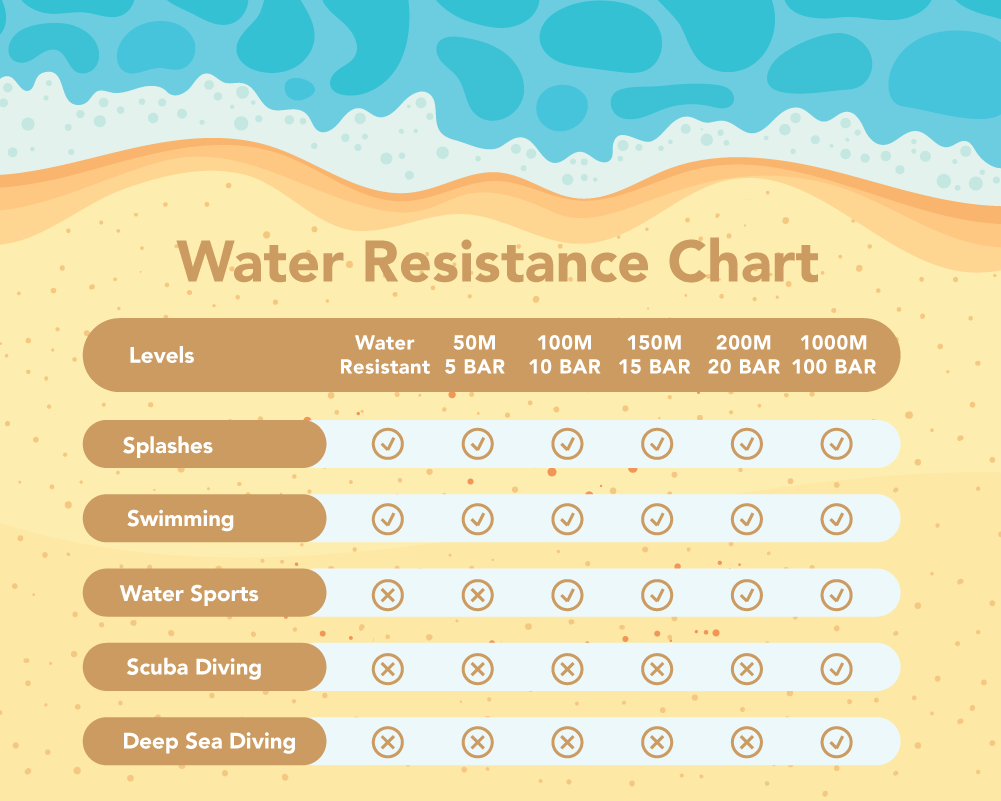 Water Resistance Chart
Levels
Water Resistant
50M 5 BAR
100M 10 BAR
150M 15 BAR
200M 20 BAR
1000M 100 BAR
Splashes
Swimming
Water Sports
Scuba Diving
Deep Sea Diving